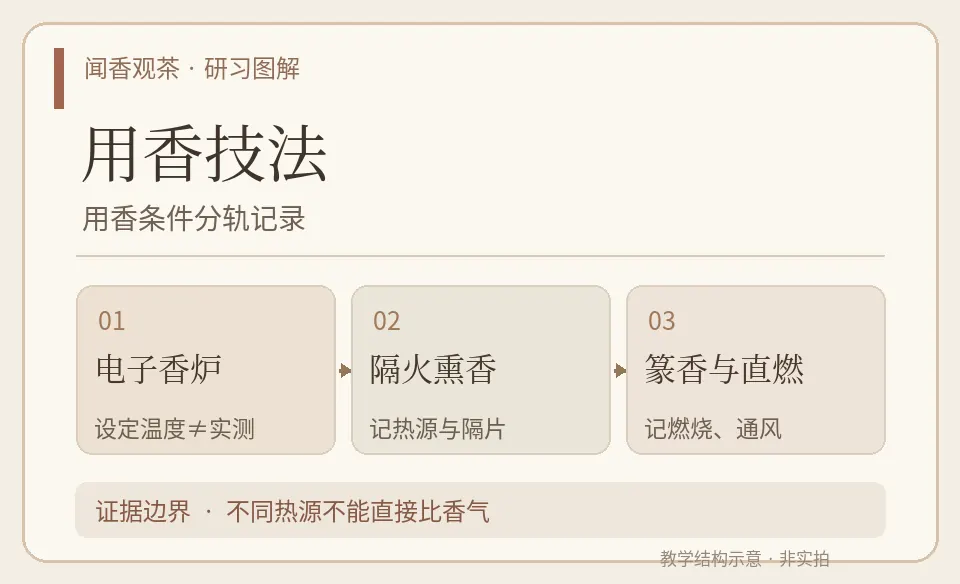 闻香观茶 · 研习图解
用香技法
用香条件分轨记录
01
电子香炉
设定温度≠实测
02
隔火熏香
记热源与隔片
03
篆香与直燃
记燃烧、通风
证据边界 · 不同热源不能直接比香气
教学结构示意 · 非实拍